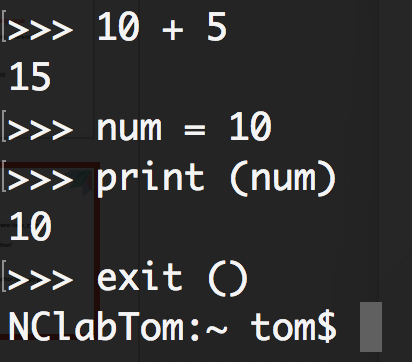 >>> 10 + 5
15
>>> num = 10
>>> print (num)
10
>>> exit ()
NClabTom:~ tom$